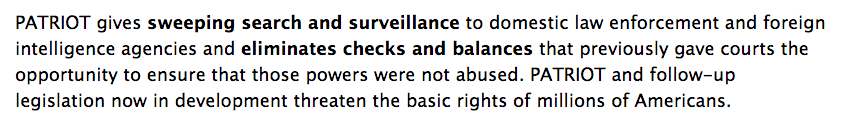 PATRIOT gives sweeping search and surveillance to domestic law enforcement and foreign
intelligence agencies and eliminates checks and balances that previously gave courts the
opportunity to ensure that those powers were not abused. PATRIOT and follow-up
legislation now in development threaten the basic rights of millions of Americans.